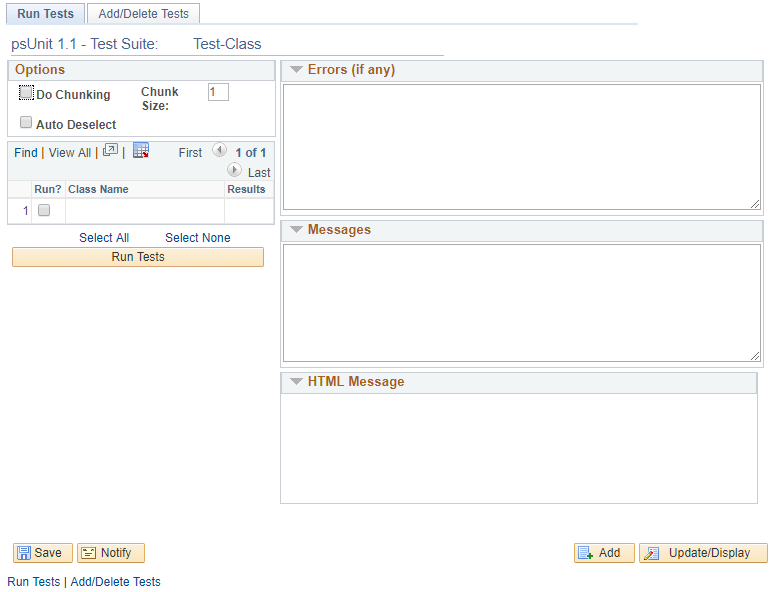 Run Tests Add/Delete Tests
psUnit 1.1 - Test Suite: Test-Class
Options
Do Chunking Chunk Size: 1
Auto Deselect
Find | View All | | First 1 of 1
Last
Run? Class Name Results
1
Select All Select None
Run Tests
Errors (if any)
Messages
HTML Message
Save Notify Add Update/Display
Run Tests | Add/Delete Tests